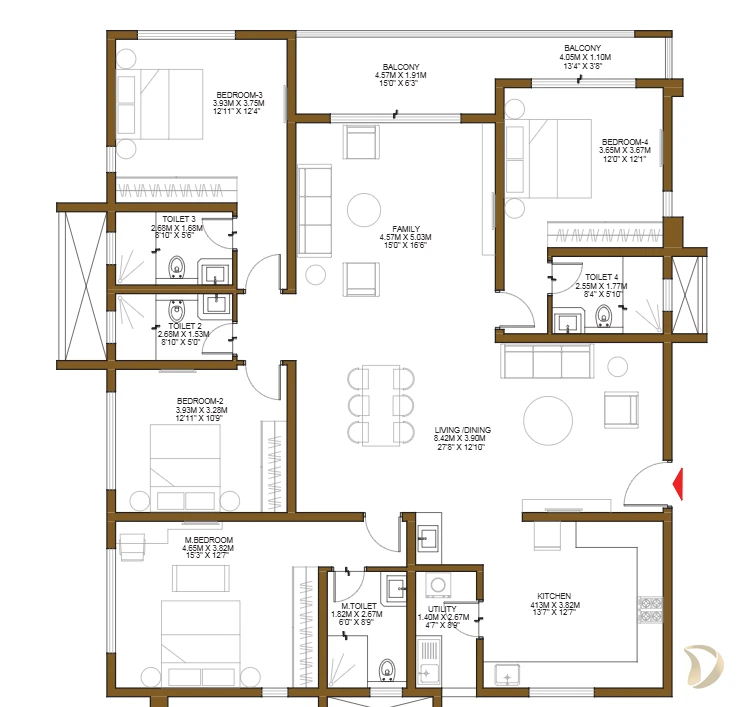 BALCONY
4.05M X 1.10M
13'4" X 3'8"
BALCONY
4.57M X 1.91M
15'0" X 6'3"
BEDROOM-3
3.93M X 3.75M
12'11" X 12'4"
BEDROOM-4
3.65M X 3.67M
12'0" X 12'1"
TOILET 3
2.68M X 1.68M
8'10" X 5'6"
FAMILY
4.57M X 5.03M
15'0" X 16'6"
TOILET 4
2.55M X 1.77M
8'4" X 5'10"
TOILET 2
2.68M X 1.53M
8'10" X 5'0"
BEDROOM-2
3.93M X 3.28M
12'11" X 10'9"
LIVING /DINING
8.42M X 3.90M
27'8" X 12'10"
M.BEDROOM
4.65M X 3.82M
15'3" X 12'7"
M.TOILET
1.82M X 2.67M
6'0" X 8'9"
UTILITY
1.40M X 2.67M
4'7" X 8'9"
KITCHEN
413M X 3.82M
13'7" X 12'7"